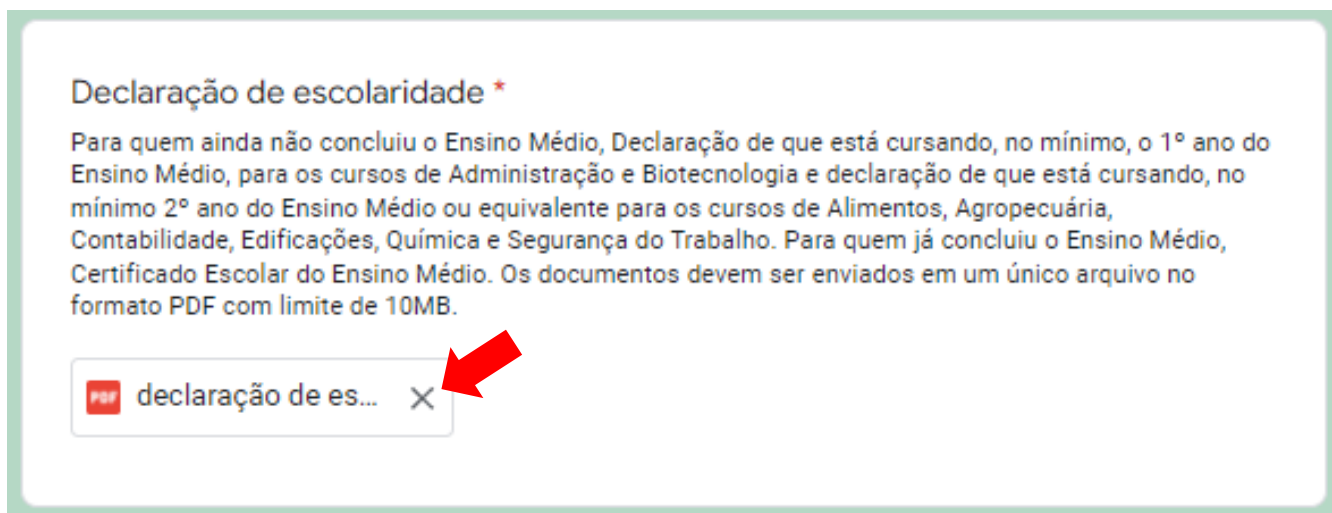 Declaração de escolaridade *
Para quem ainda não concluiu o Ensino Médio, Declaração de que está cursando, no mínimo, o 1º ano do
Ensino Médio, para os cursos de Administração e Biotecnologia e declaração de que está cursando, no
mínimo 2º ano do Ensino Médio ou equivalente para os cursos de Alimentos, Agropecuária,
Contabilidade, Edificações, Química e Segurança do Trabalho. Para quem já concluiu o Ensino Médio,
Certificado Escolar do Ensino Médio. Os documentos devem ser enviados em um único arquivo no
formato PDF com limite de 10MB.
PDF declaração de es...